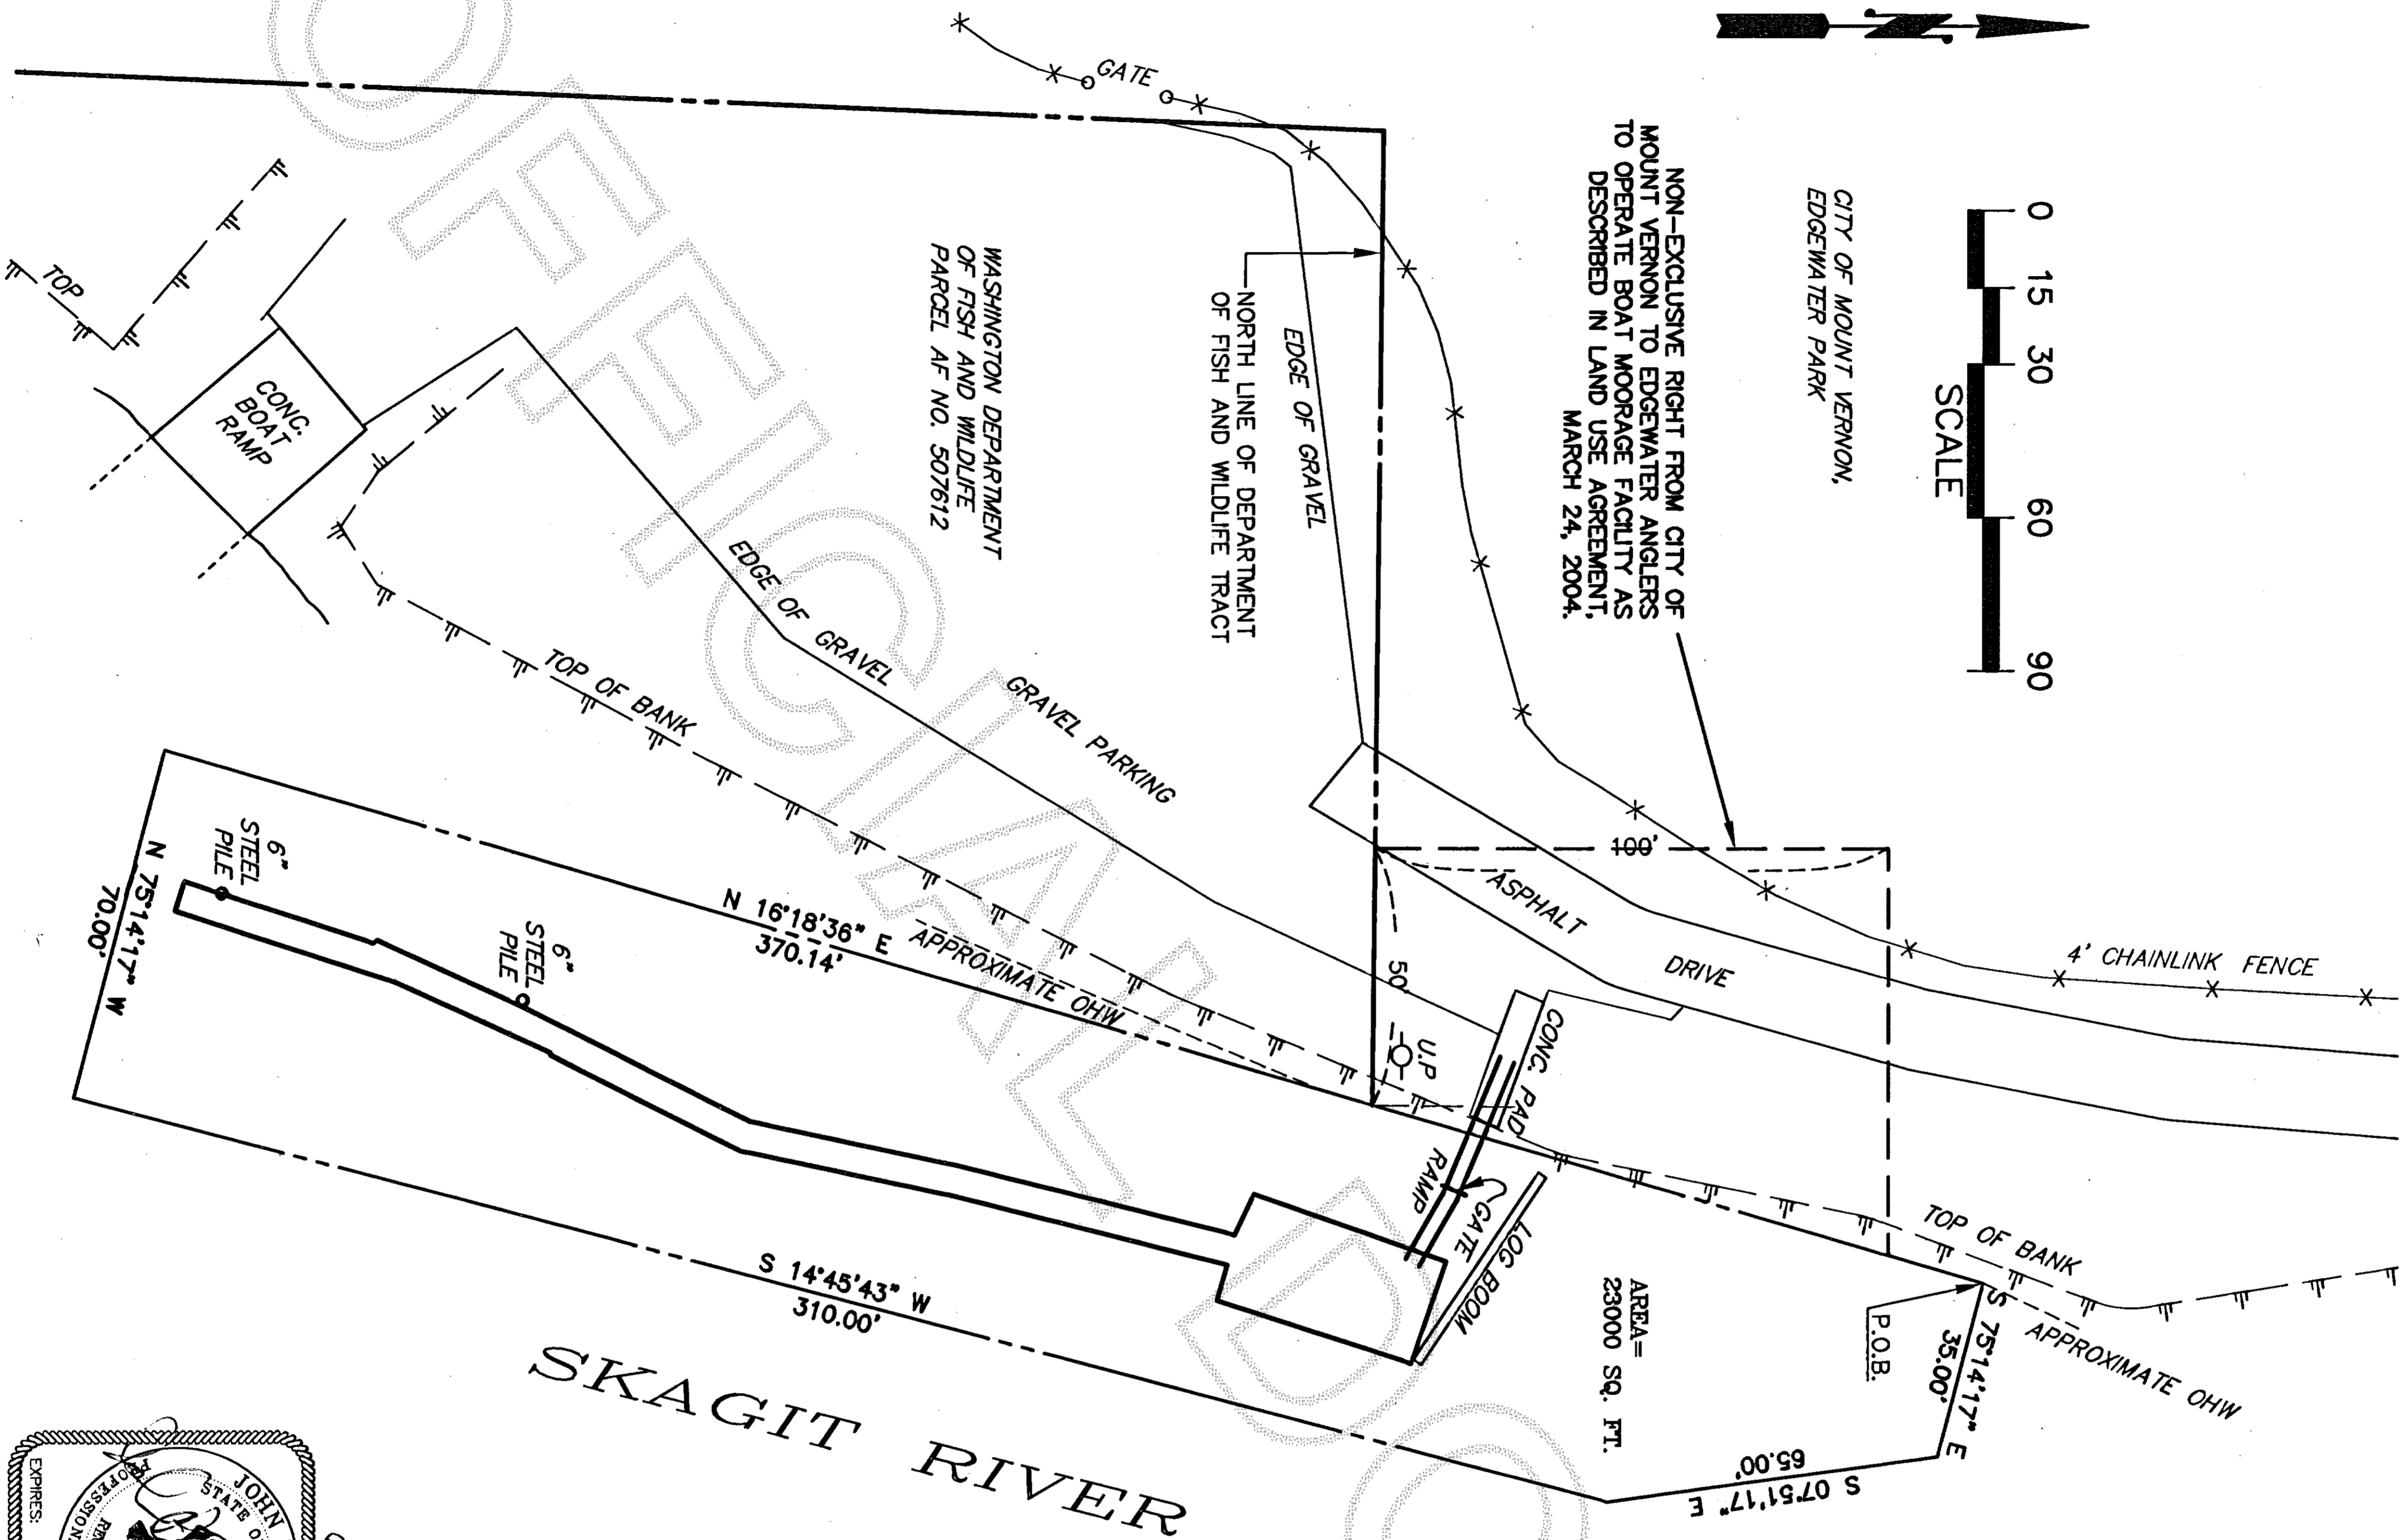 GATE
0 15 30 60 90
SCALE
CITY OF MOUNT VERNON,
EDGEWATER PARK
NON-EXCLUSIVE RIGHT FROM CITY OF
MOUNT VERNON TO EDGEWATER ANGLERS
TO OPERATE BOAT MOORAGE FACILITY AS
DESCRIBED IN LAND USE AGREEMENT,
MARCH 24, 2004.
NORTH LINE OF DEPARTMENT
OF FISH AND WILDLIFE TRACT
EDGE OF GRAVEL
WASHINGTON DEPARTMENT
OF FISH AND WILDLIFE
PARCEL AF NO. 507612
TOP
CONC.
BOAT
RAMP
EDGE OF GRAVEL
GRAVEL PARKING
TOP OF BANK
100'
ASPHALT
DRIVE
4' CHAINLINK FENCE
50'
U.P
CONC. PAD
RAMP
GATE
LOG BOOM
N 16°18'36" E
370.14'
APPROXIMATE OHW
6"
STEEL
PILE
6"
STEEL
PILE
N 75°14'17" W
70.00'
S 14°45'43" W
310.00'
AREA=
23000 SQ. FT.
TOP OF BANK
P.O.B.
S 75°14'17" E
35.00'
APPROXIMATE OHW
S 07°51'17" E
65.00'
SKAGIT RIVER
JOHN
STATE O
EXPIRES: